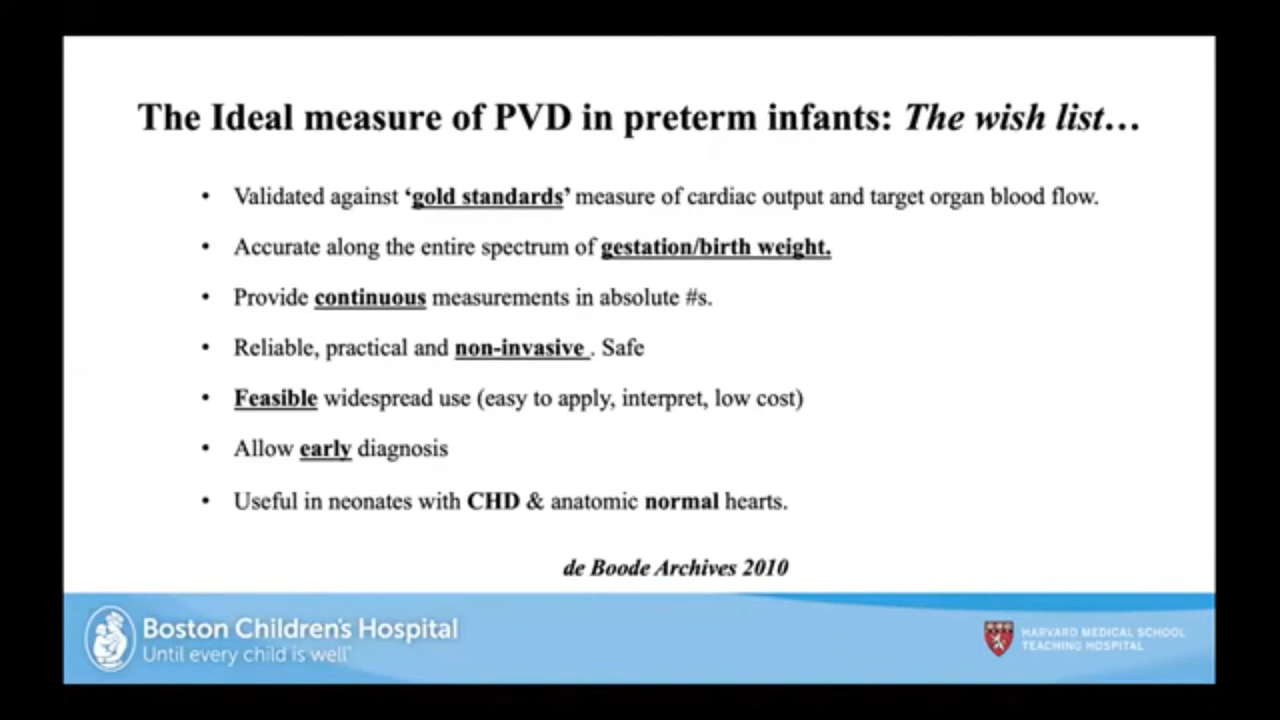 The Ideal measure of PVD in preterm infants: The wish list...
• Validated against ‘gold standards’ measure of cardiac output and target organ blood flow.
• Accurate along the entire spectrum of gestation/birth weight.
• Provide continuous measurements in absolute #s.
• Reliable, practical and non-invasive . Safe
• Feasible widespread use (easy to apply, interpret, low cost)
• Allow early diagnosis
• Useful in neonates with CHD & anatomic normal hearts.
de Boode Archives 2010
Boston Children's Hospital
Until every child is well™
HARVARD MEDICAL SCHOOL
TEACHING HOSPITAL